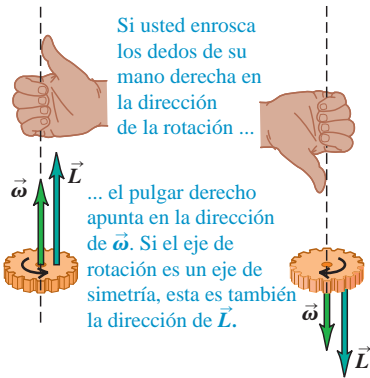 Si usted enrosca
los dedos de su
mano derecha en
la dirección
de la rotación ...
... el pulgar derecho
apunta en la dirección
de ω⃗. Si el eje de
rotación es un eje de
simetría, esta es también
la dirección de L⃗.
ω⃗
L⃗
ω⃗
L⃗